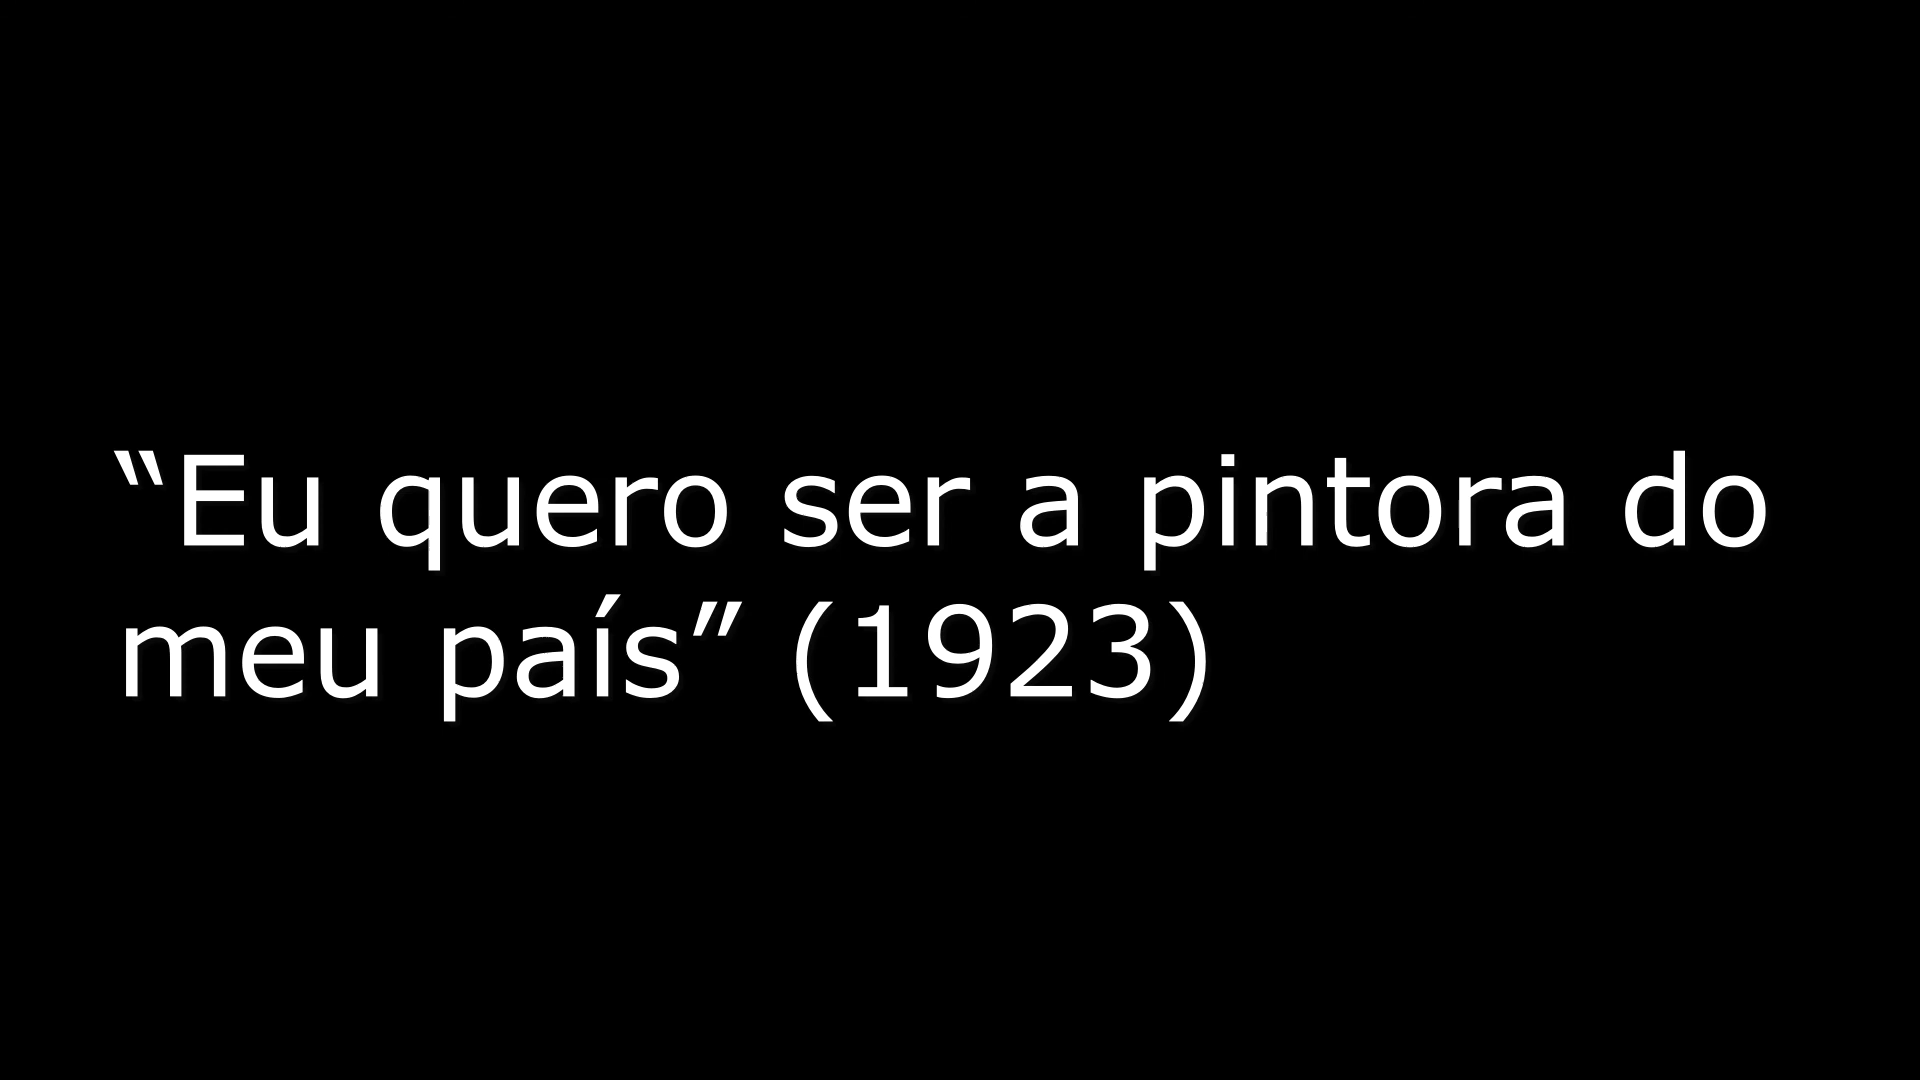 “Eu quero ser a pintora do
meu país” (1923)